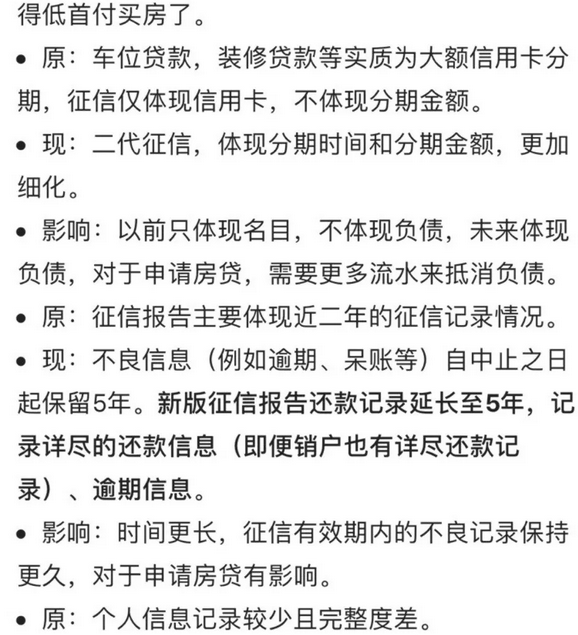 得低首付买房了。
• 原：车位贷款，装修贷款等实质为大额信用卡分
期，征信仅体现信用卡，不体现分期金额。
• 现：二代征信，体现分期时间和分期金额，更加
细化。
• 影响：以前只体现名目，不体现负债，未来体现
负债，对于申请房贷，需要更多流水来抵消负债。
• 原：征信报告主要体现近二年的征信记录情况。
• 现：不良信息（例如逾期、呆账等）自中止之日
起保留5年。新版征信报告还款记录延长至5年，记
录详尽的还款信息（即便销户也有详尽还款记
录）、逾期信息。
• 影响：时间更长，征信有效期内的不良记录保持
更久，对于申请房贷有影响。
• 原：个人信息记录较少且完整度差。